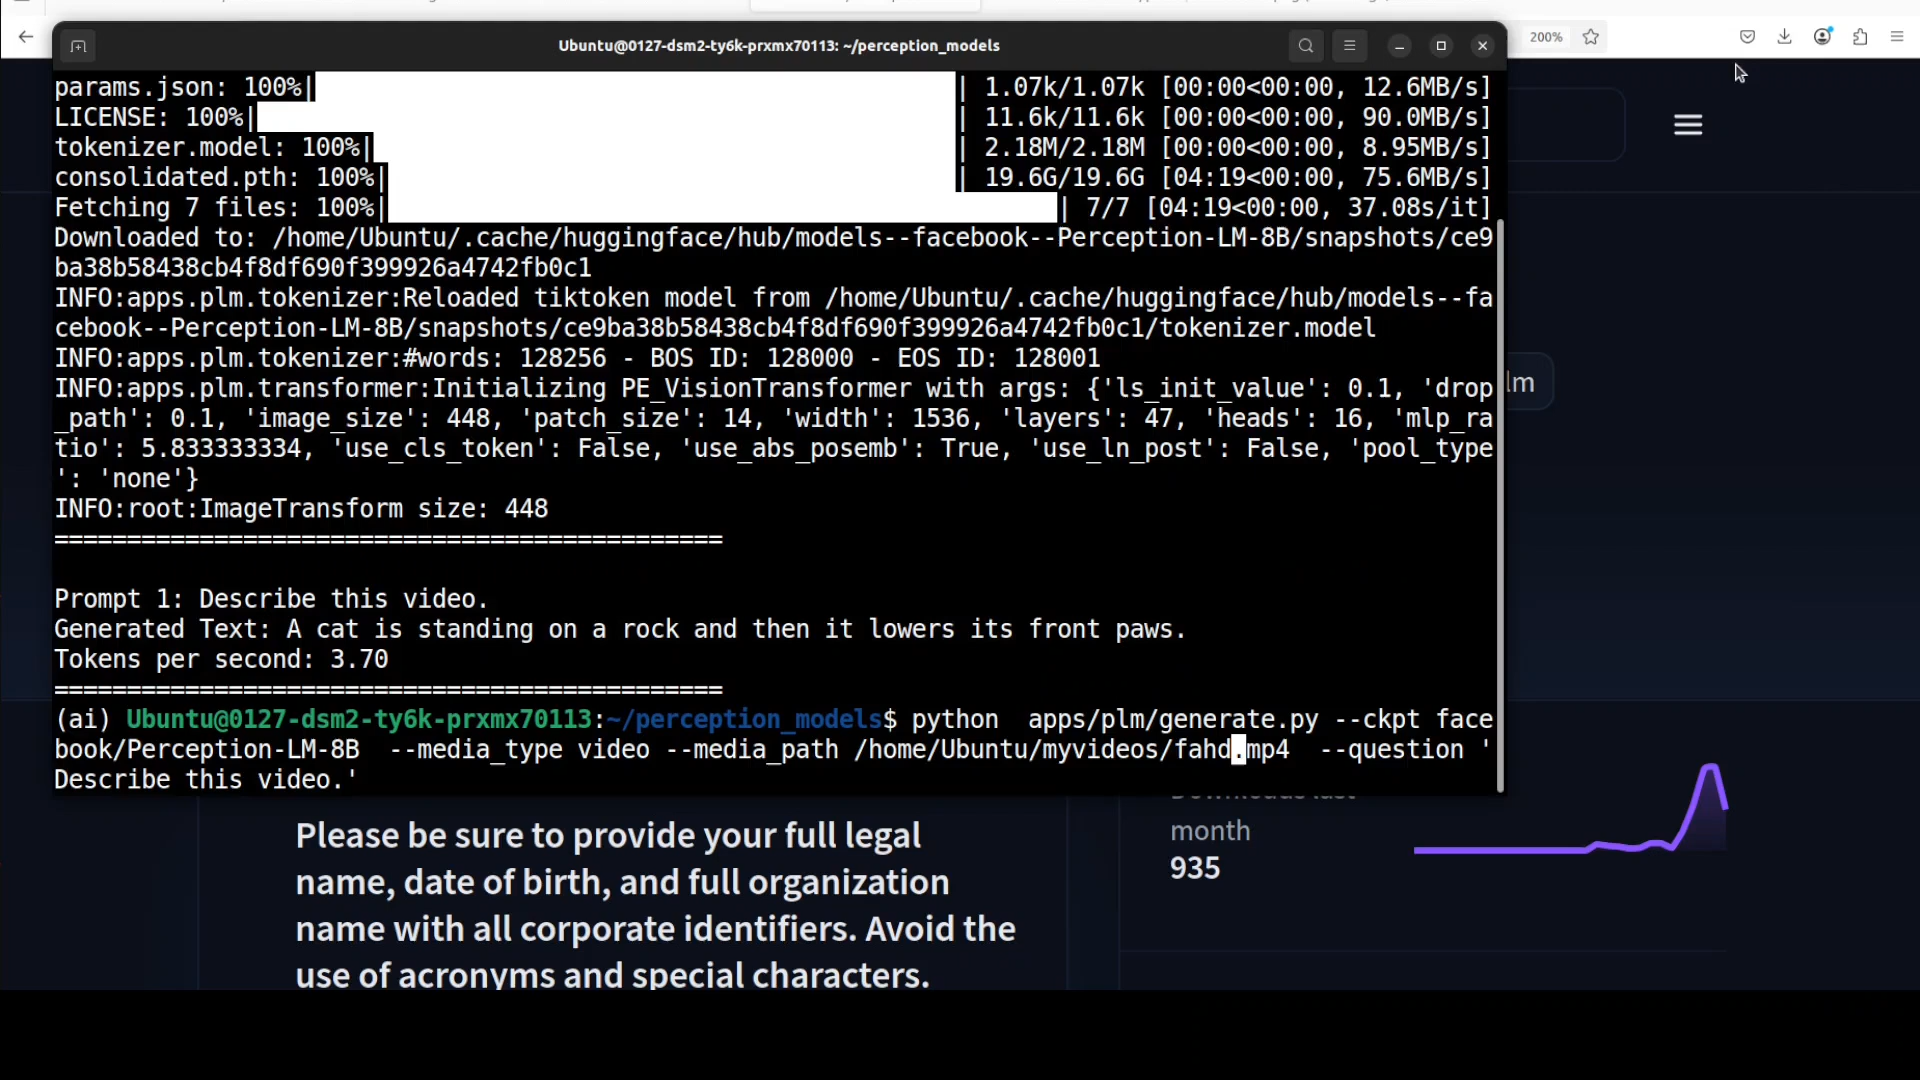 200%
Ubuntu@0127-dsm2-ty6k-prxmx70113: ~/perception_models
params.json: 100%| | 1.07k/1.07k [00:00<00:00, 12.6MB/s]
LICENSE: 100%| | 11.6k/11.6k [00:00<00:00, 90.0MB/s]
tokenizer.model: 100%| | 2.18M/2.18M [00:00<00:00, 8.95MB/s]
consolidated.pth: 100%| | 19.6G/19.6G [04:19<00:00, 75.6MB/s]
Fetching 7 files: 100%| | 7/7 [04:19<00:00, 37.08s/it]
Downloaded to: /home/Ubuntu/.cache/huggingface/hub/models--facebook--Perception-LM-8B/snapshots/ce9
ba38b58438cb4f8df690f399926a4742fb0c1
INFO:apps.plm.tokenizer:Reloaded tiktoken model from /home/Ubuntu/.cache/huggingface/hub/models--fa
cebook--Perception-LM-8B/snapshots/ce9ba38b58438cb4f8df690f399926a4742fb0c1/tokenizer.model
INFO:apps.plm.tokenizer:#words: 128256 - BOS ID: 128000 - EOS ID: 128001
INFO:apps.plm.transformer:Initializing PE_VisionTransformer with args: {'ls_init_value': 0.1, 'drop
_path': 0.1, 'image_size': 448, 'patch_size': 14, 'width': 1536, 'layers': 47, 'heads': 16, 'mlp_ra
tio': 5.833333334, 'use_cls_token': False, 'use_abs_posemb': True, 'use_ln_post': False, 'pool_type
': 'none'}
INFO:root:ImageTransform size: 448
==============================================
Prompt 1: Describe this video.
Generated Text: A cat is standing on a rock and then it lowers its front paws.
Tokens per second: 3.70
==============================================
(ai) Ubuntu@0127-dsm2-ty6k-prxmx70113:~/perception_models$ python  apps/plm/generate.py --ckpt face
book/Perception-LM-8B  --media_type video --media_path /home/Ubuntu/myvideos/fahd.mp4  --question '
Describe this video.'
lm
Please be sure to provide your full legal
name, date of birth, and full organization
name with all corporate identifiers. Avoid the
use of acronyms and special characters.
Downloads last
month
935